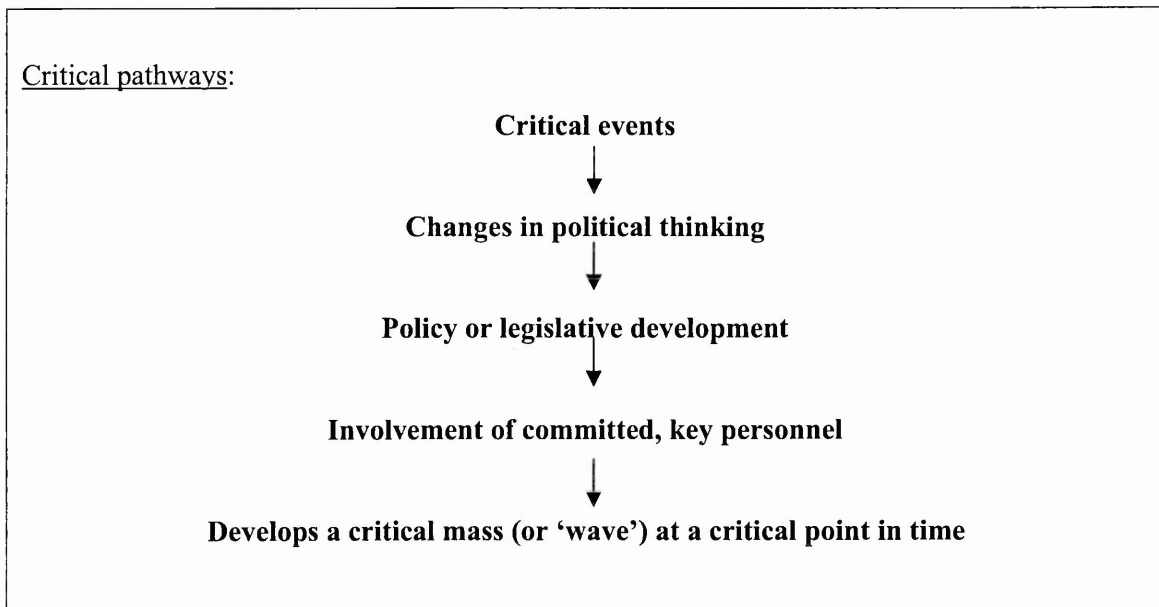 Critical pathways:
Critical events
Changes in political thinking
Policy or legislative development
Involvement of committed, key personnel
Develops a critical mass (or ‘wave’) at a critical point in time